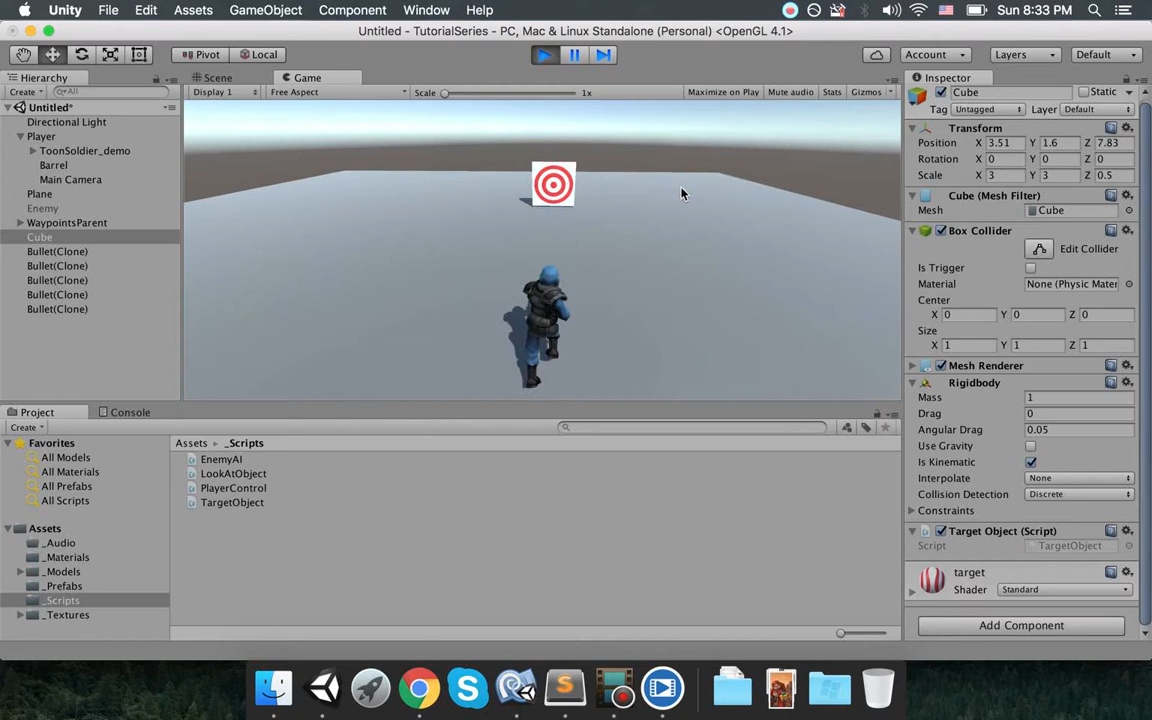 Unity File Edit Assets GameObject Component Window Help Sun 8:33 PM
Untitled - TutorialSeries - PC, Mac & Linux Standalone (Personal) <OpenGL 4.1>
Pivot Local Account Layers Default
Hierarchy Scene Game Inspector
Create All Display 1 Free Aspect Scale 1x Maximize on Play Mute audio Stats Gizmos Cube Static
Untitled* Tag Untagged Layer Default
Directional Light
Player
ToonSoldier_demo
Barrel
Main Camera
Plane
Enemy
WaypointsParent
Cube
Bullet(Clone)
Bullet(Clone)
Bullet(Clone)
Bullet(Clone)
Bullet(Clone)
Transform
Position X 3.51 Y 1.6 Z 7.83
Rotation X 0 Y 0 Z 0
Scale X 3 Y 3 Z 0.5
Cube (Mesh Filter)
Mesh Cube
Box Collider
Edit Collider
Is Trigger
Material None (Physic Mater
Center
X 0 Y 0 Z 0
Size
X 1 Y 1 Z 1
Mesh Renderer
Rigidbody
Mass 1
Drag 0
Angular Drag 0.05
Use Gravity
Is Kinematic
Interpolate None
Collision Detection Discrete
Constraints
Target Object (Script)
Script TargetObject
target
Shader Standard
Add Component
Project Console
Create
Favorites
All Models
All Materials
All Prefabs
All Scripts
Assets
_Audio
_Materials
_Models
_Prefabs
_Scripts
_Textures
Assets _Scripts
EnemyAI
LookAtObject
PlayerControl
TargetObject